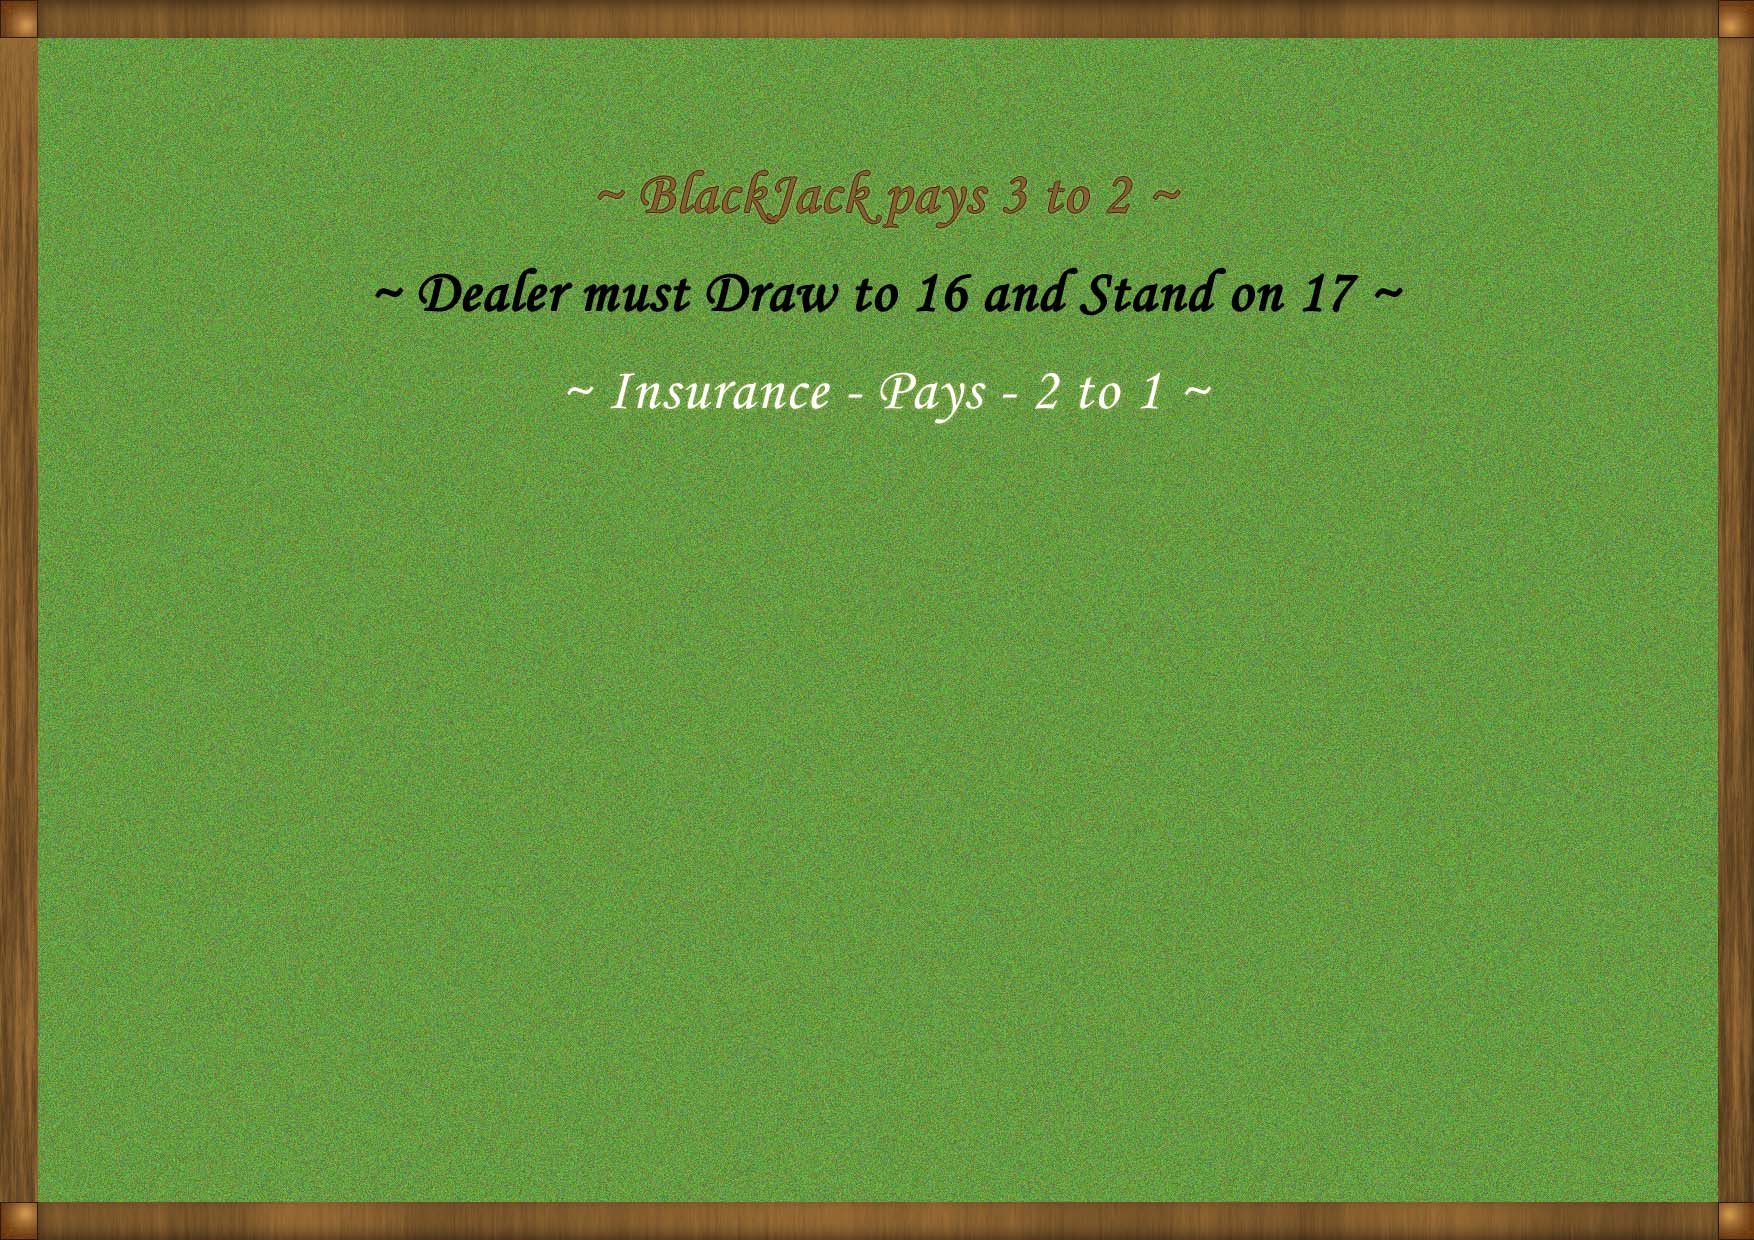 ~ BlackJack pays 3 to 2 ~
~ Dealer must Draw to 16 and Stand on 17 ~
~ Insurance - Pays - 2 to 1 ~